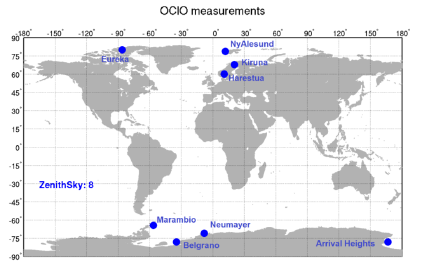 OClO measurements
-180° -150° -120° -90° -60° -30° 0° 30° 60° 90° 120° 150° 180°
90°
NyAlesund
75°
Eureka
Kiruna
60°
Harestua
45°
30°
15°
0°
-15°
-30°
ZenithSky: 8
-45°
-60°
Marambio
Neumayer
-75°
Belgrano
Arrival Heights
-90°